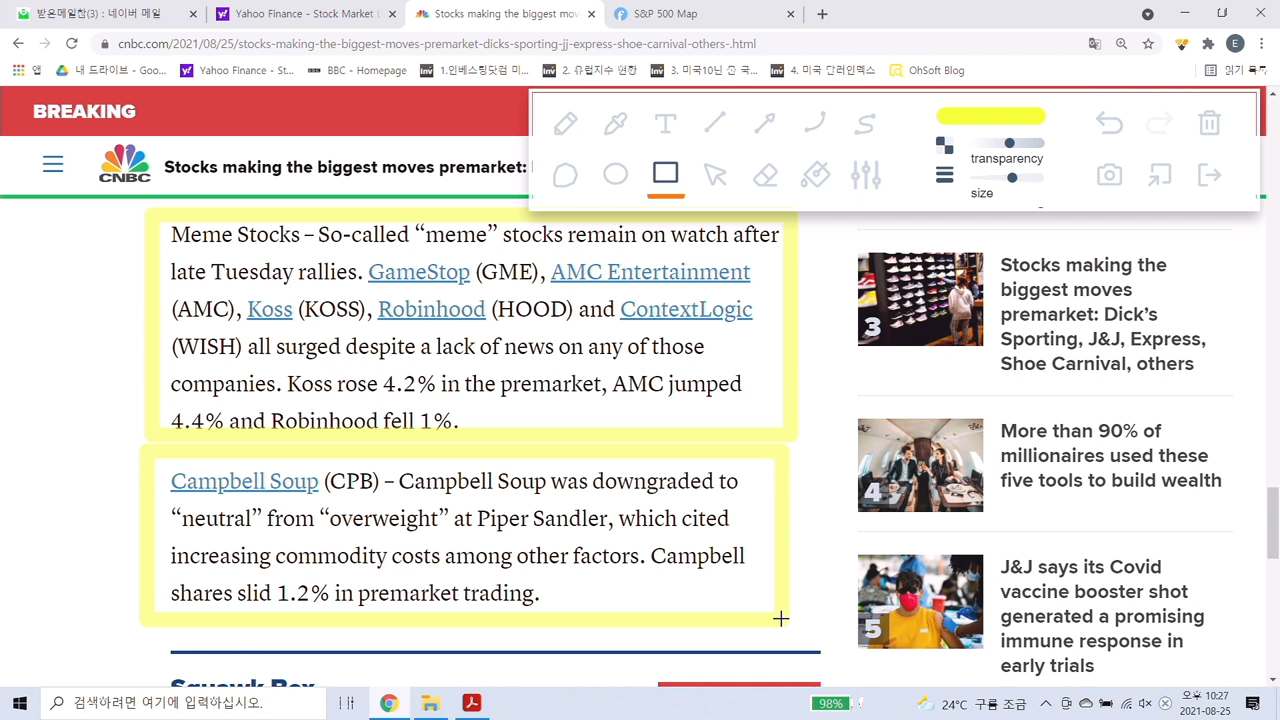 받은메일함(3) : 네이버 메일
Yahoo Finance - Stock Market L
Stocks making the biggest mov
S&P 500 Map
cnbc.com/2021/08/25/stocks-making-the-biggest-moves-premarket-dicks-sporting-jj-express-shoe-carnival-others-.html
E
앱
내 드라이브 - Goo...
Yahoo Finance - St...
BBC - Homepage
1.인베스팅닷컴 미...
2. 유럽지수 현황
3. 미국10년 존 국...
4. 미국 달러인덱스
OhSoft Blog
읽기 목록
BREAKING
CNBC
Stocks making the biggest moves premarket:
transparency
size
Meme Stocks – So-called “meme” stocks remain on watch after
late Tuesday rallies. GameStop (GME), AMC Entertainment
(AMC), Koss (KOSS), Robinhood (HOOD) and ContextLogic
(WISH) all surged despite a lack of news on any of those
companies. Koss rose 4.2% in the premarket, AMC jumped
4.4% and Robinhood fell 1%.
Campbell Soup (CPB) – Campbell Soup was downgraded to
“neutral” from “overweight” at Piper Sandler, which cited
increasing commodity costs among other factors. Campbell
shares slid 1.2% in premarket trading.
Squawk Box
3
Stocks making the
biggest moves
premarket: Dick’s
Sporting, J&J, Express,
Shoe Carnival, others
4
More than 90% of
millionaires used these
five tools to build wealth
5
J&J says its Covid
vaccine booster shot
generated a promising
immune response in
early trials
검색하려면 여기에 입력하십시오.
98%
24°C 구름 조금
오후 10:27
2021-08-25